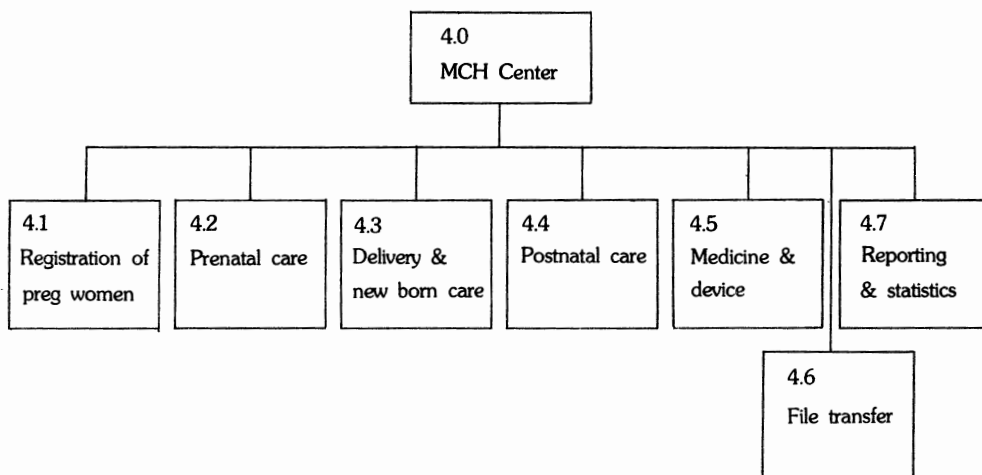 4.0
MCH Center
4.1
Registration of
preg women
4.2
Prenatal care
4.3
Delivery &
new born care
4.4
Postnatal care
4.5
Medicine &
device
4.7
Reporting
& statistics
4.6
File transfer